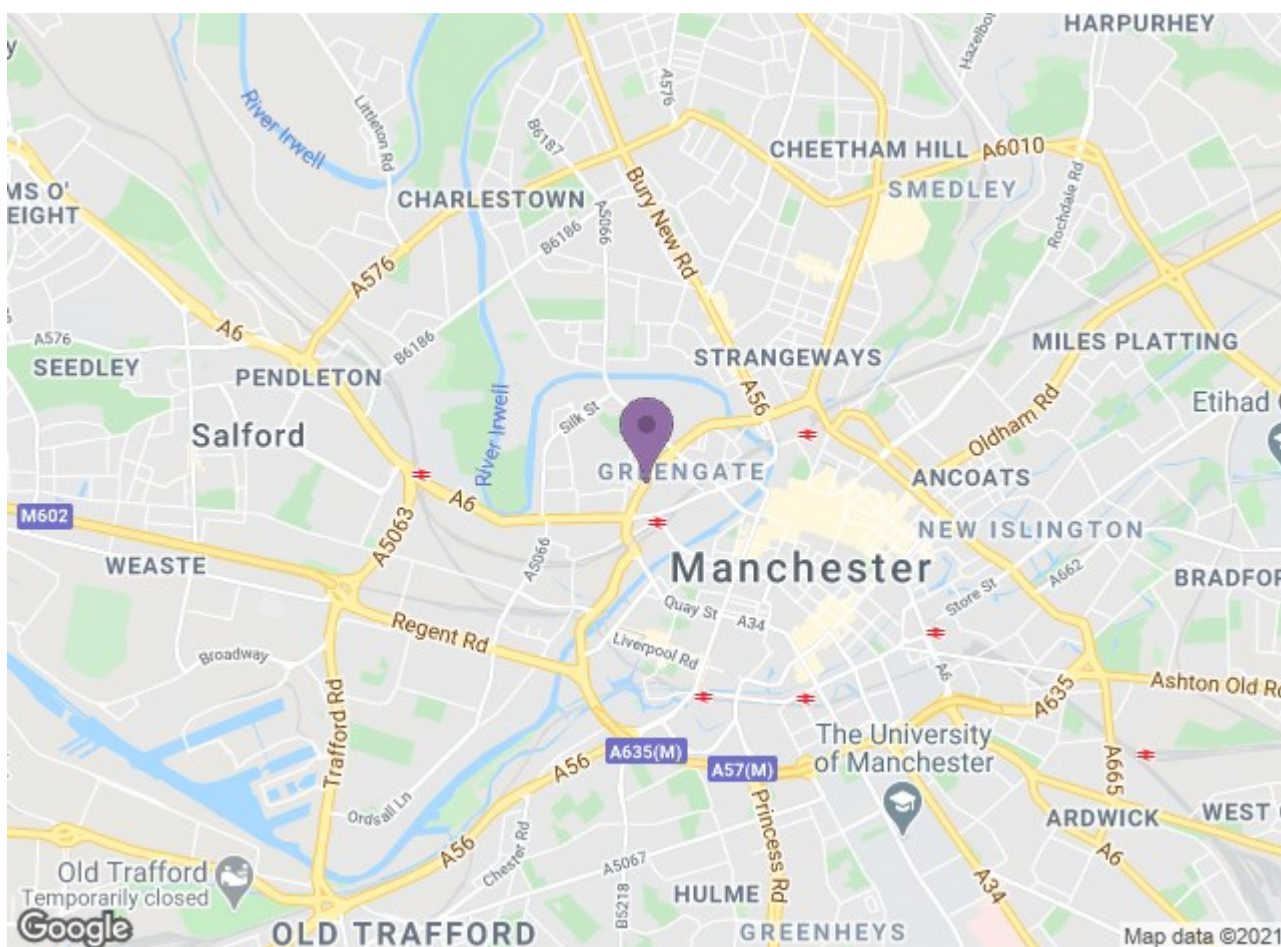 HARPURHEY
Hazelbo
A576
Littleton Rd
River Irwell
B6187
y
CHEETHAM HILL
A6010
SMEDLEY
MS O'
EIGHT
CHARLESTOWN
A5066
B6186
Bury New Rd
Rochdale Rd
A576
A6
A576
SEEDLEY
B6186
PENDLETON
STRANGEWAYS
MILES PLATTING
A56
Etihad C
Salford
Silk St
River Irwell
Oldham Rd
GREENGATE
ANCOATS
A6
M602
A5063
A5066
NEW ISLINGTON
WEASTE
Manchester
A662
BRADFOR
Store St
Quay St
A34
Regent Rd
Liverpool Rd
Broadway
A6
A635
Ashton Old Ro
Trafford Rd
A56
A635(M)
A57(M)
The University
of Manchester
A665
Ordsall Ln
Princess Rd
ARDWICK
WEST
A56
Chester Rd
A5067
A6
Old Trafford
Temporarily closed
B5218
HULME
A34
Google
OLD TRAFFORD
GREENHEYS
Map data ©2021